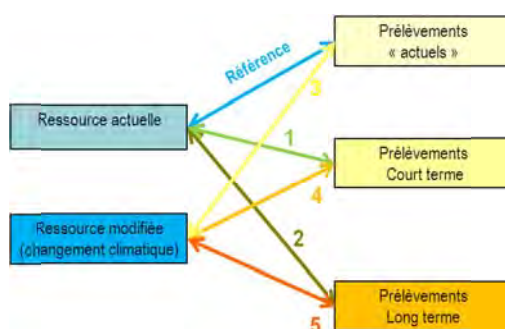 Prélèvements
« actuels »
Référence
3
Ressource actuelle
1
Prélèvements
Court terme
4
Ressource modifiée
(changement climatique)
2
Prélèvements
Long terme
5